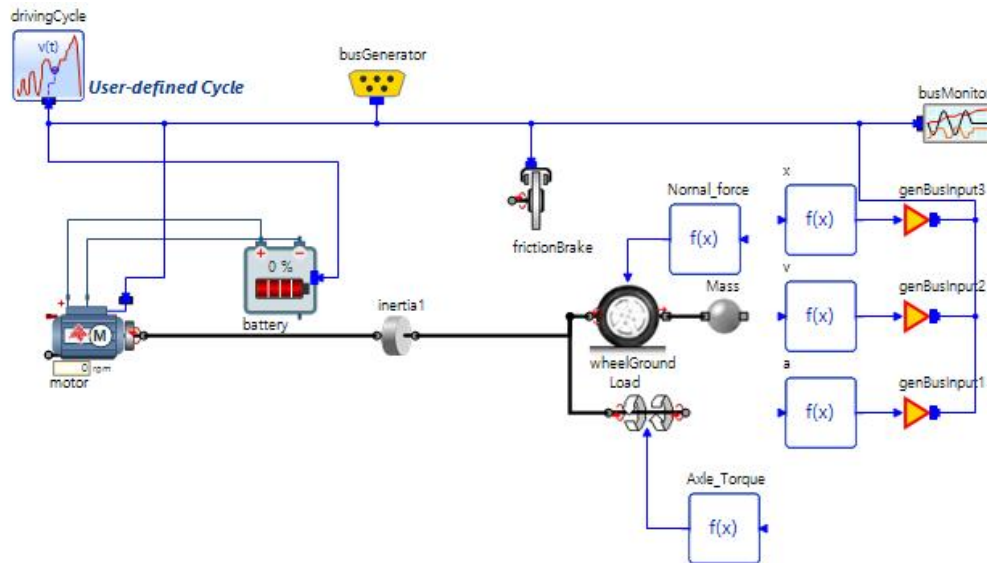 drivingCycle
v(t)
User-defined Cycle
busGenerator
busMonitor
frictionBrake
Nornal_force
f(x)
x
f(x)
genBusInput3
+ −
0 %
battery
inertia1
wheelGround
Mass
v
f(x)
genBusInput2
+
M
0 rpm
motor
Load
a
f(x)
genBusInput1
Axle_Torque
f(x)